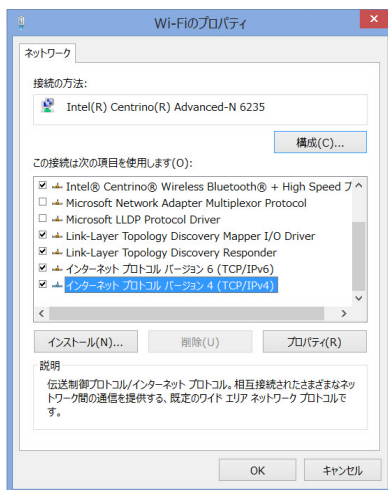 Wi-Fiのプロパティ
ネットワーク
接続の方法:
Intel(R) Centrino(R) Advanced-N 6235
構成(C)...
この接続は次の項目を使用します(O):
Intel® Centrino® Wireless Bluetooth® + High Speed
Microsoft Network Adapter Multiplexor Protocol
Microsoft LLDP Protocol Driver
Link-Layer Topology Discovery Mapper I/O Driver
Link-Layer Topology Discovery Responder
インターネット プロトコル バージョン 6 (TCP/IPv6)
インターネット プロトコル バージョン 4 (TCP/IPv4)
インストール(N)...
削除(U)
プロパティ(R)
説明
伝送制御プロトコル/インターネット プロトコル。相互接続されたさまざまなネッ
トワーク間の通信を提供する、既定のワイド エリア ネットワーク プロトコルで
す。
OK
キャンセル